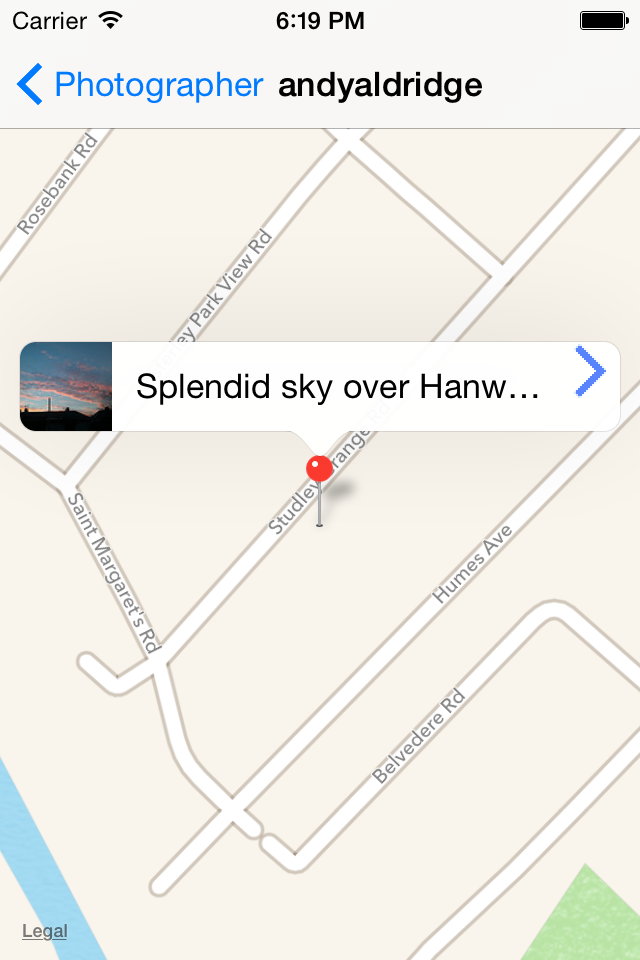 Carrier 6:19 PM
Photographer andyaldridge
Rosebank Rd
Park View Rd
Splendid sky over Hanw…
Studley Grange Rd
Saint Margaret's Rd
Humes Ave
Belvedere Rd
Legal